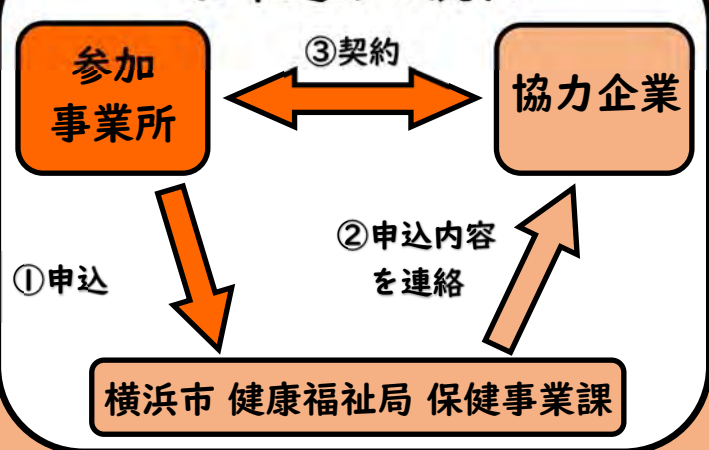 ③契約
参加
事業所
協力企業
①申込
②申込内容
を連絡
横浜市 健康福祉局 保健事業課